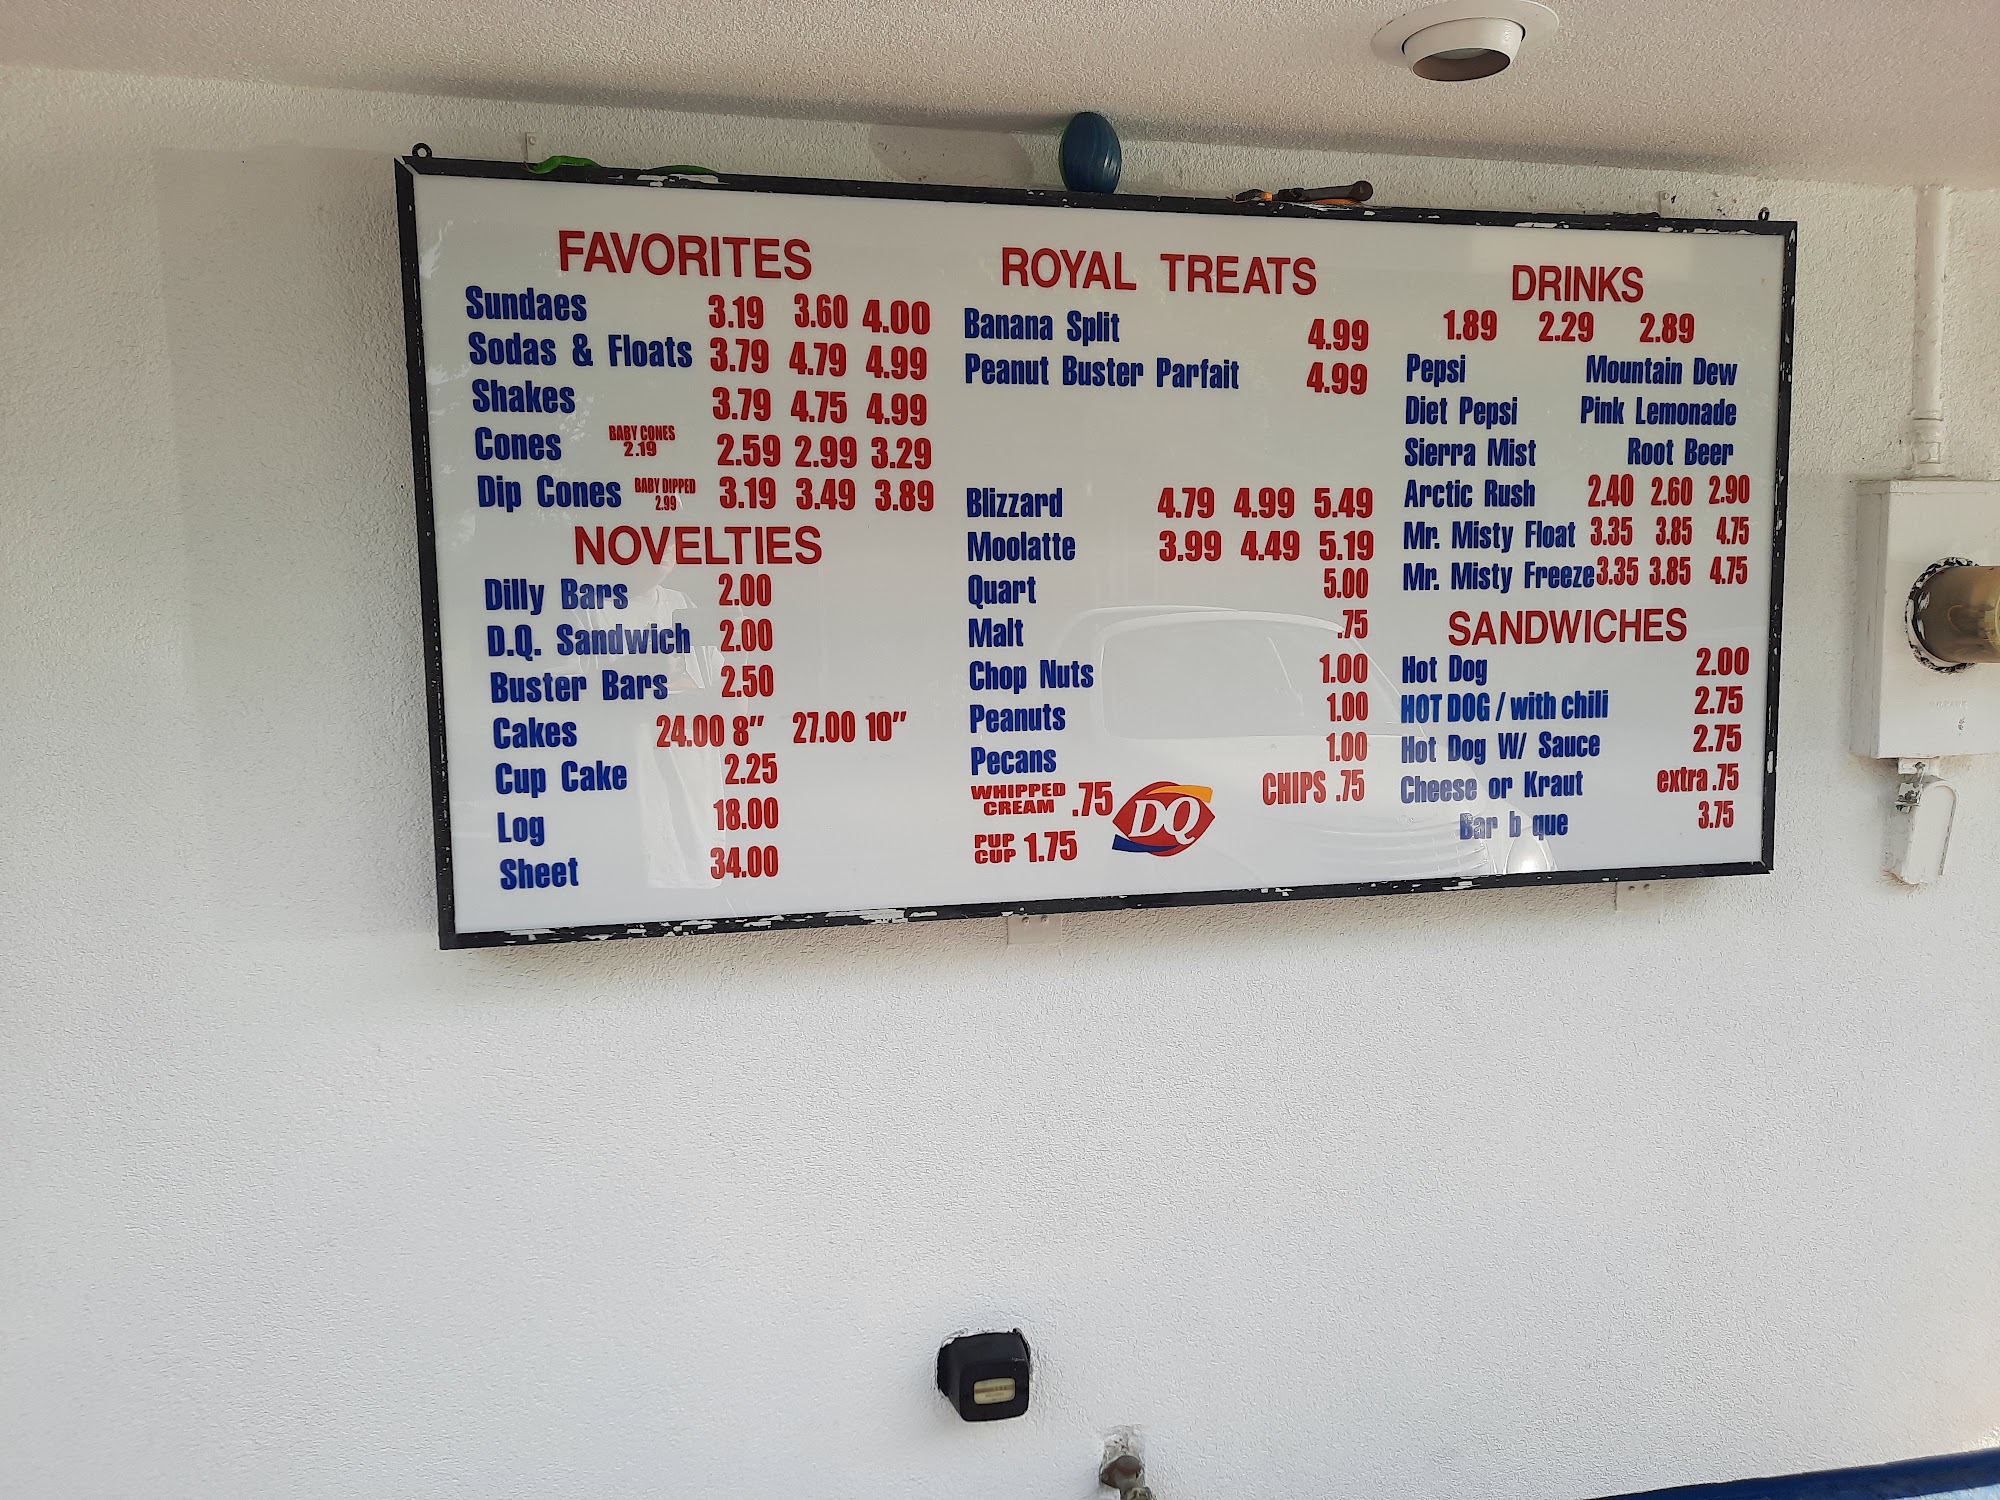 FAVORITES
Sundaes 3.19 3.60 4.00
Sodas & Floats 3.79 4.79 4.99
Shakes 3.79 4.75 4.99
Cones BABY CONES 2.19 2.59 2.99 3.29
Dip Cones BABY DIPPED 2.99 3.19 3.49 3.89
NOVELTIES
Dilly Bars 2.00
D.Q. Sandwich 2.00
Buster Bars 2.50
Cakes 24.00 8" 27.00 10"
Cup Cake 2.25
Log 18.00
Sheet 34.00
ROYAL TREATS
Banana Split 4.99
Peanut Buster Parfait 4.99
Blizzard 4.79 4.99 5.49
Moolatte 3.99 4.49 5.19
Quart 5.00
Malt .75
Chop Nuts 1.00
Peanuts 1.00
Pecans 1.00
WHIPPED CREAM .75 CHIPS .75
PUP CUP 1.75
DQ
DRINKS
1.89 2.29 2.89
Pepsi Mountain Dew
Diet Pepsi Pink Lemonade
Sierra Mist Root Beer
Arctic Rush 2.40 2.60 2.90
Mr. Misty Float 3.35 3.85 4.75
Mr. Misty Freeze 3.35 3.85 4.75
SANDWICHES
Hot Dog 2.00
HOT DOG / with chili 2.75
Hot Dog W/ Sauce 2.75
Cheese or Kraut extra .75
Bar b que 3.75